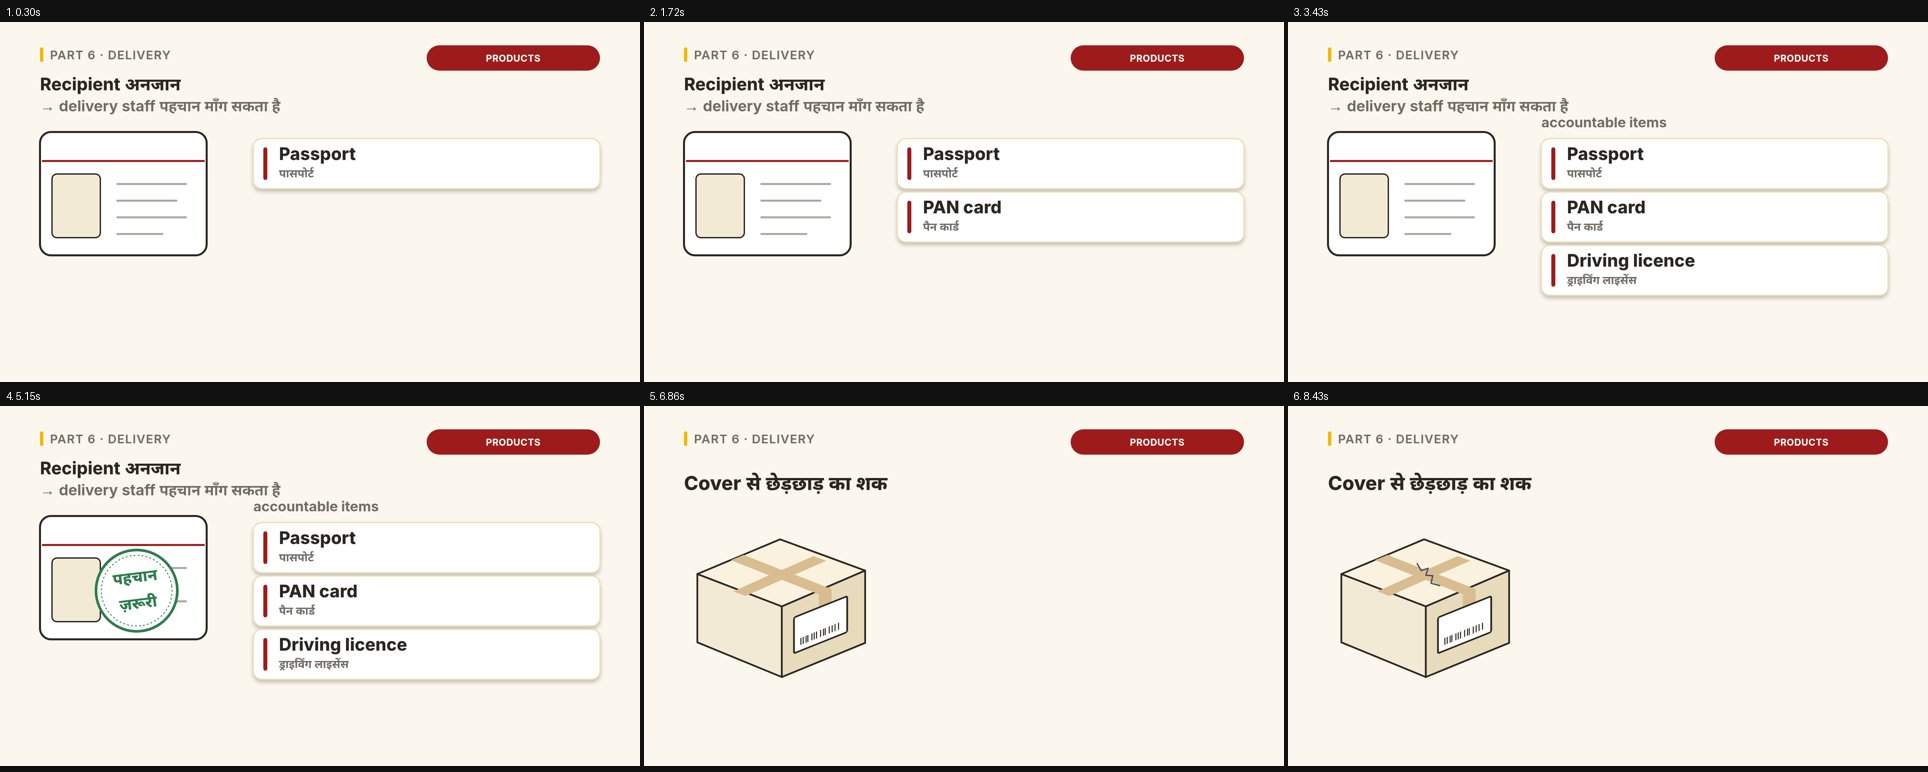 1. 0.30s
PART 6 · DELIVERY
PRODUCTS
Recipient अनजान
→ delivery staff पहचान माँग सकता है
Passport
पासपोर्ट
2. 1.72s
PART 6 · DELIVERY
PRODUCTS
Recipient अनजान
→ delivery staff पहचान माँग सकता है
Passport
पासपोर्ट
PAN card
पैन कार्ड
3. 3.43s
PART 6 · DELIVERY
PRODUCTS
Recipient अनजान
→ delivery staff पहचान माँग सकता है
accountable items
Passport
पासपोर्ट
PAN card
पैन कार्ड
Driving licence
ड्राइविंग लाइसेंस
4. 5.15s
PART 6 · DELIVERY
PRODUCTS
Recipient अनजान
→ delivery staff पहचान माँग सकता है
accountable items
पहचान
ज़रूरी
Passport
पासपोर्ट
PAN card
पैन कार्ड
Driving licence
ड्राइविंग लाइसेंस
5. 6.86s
PART 6 · DELIVERY
PRODUCTS
Cover से छेड़छाड़ का शक
6. 8.43s
PART 6 · DELIVERY
PRODUCTS
Cover से छेड़छाड़ का शक